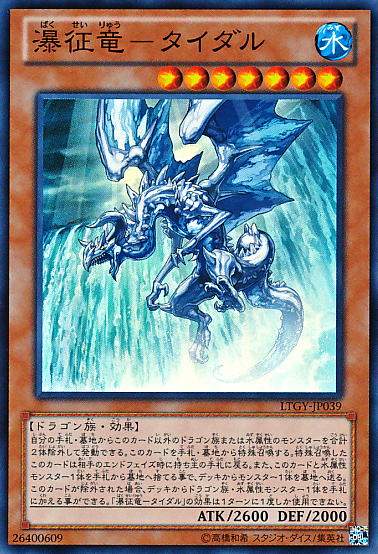 ばく せい りゅう
瀑征竜－タイダル
みず
水
LTGY-JP039
【ドラゴン族・効果】
自分の手札・墓地からこのカード以外のドラゴン族または水属性のモンスターを合計
2体除外して発動できる。このカードを手札・墓地から特殊召喚する。特殊召喚した
このカードは相手のエンドフェイズ時に持ち主の手札に戻る。また、このカードと水属性
モンスター1体を手札から墓地へ捨てる事で、デッキからモンスター1体を墓地へ送る。
このカードが除外された場合、デッキからドラゴン族・水属性モンスター1体を手札
に加える事ができる。「瀑征竜－タイダル」の効果は1ターンに1度しか使用できない。
ATK/2600 DEF/2000
26400609
©高橋和希 スタジオ・ダイス/集英社